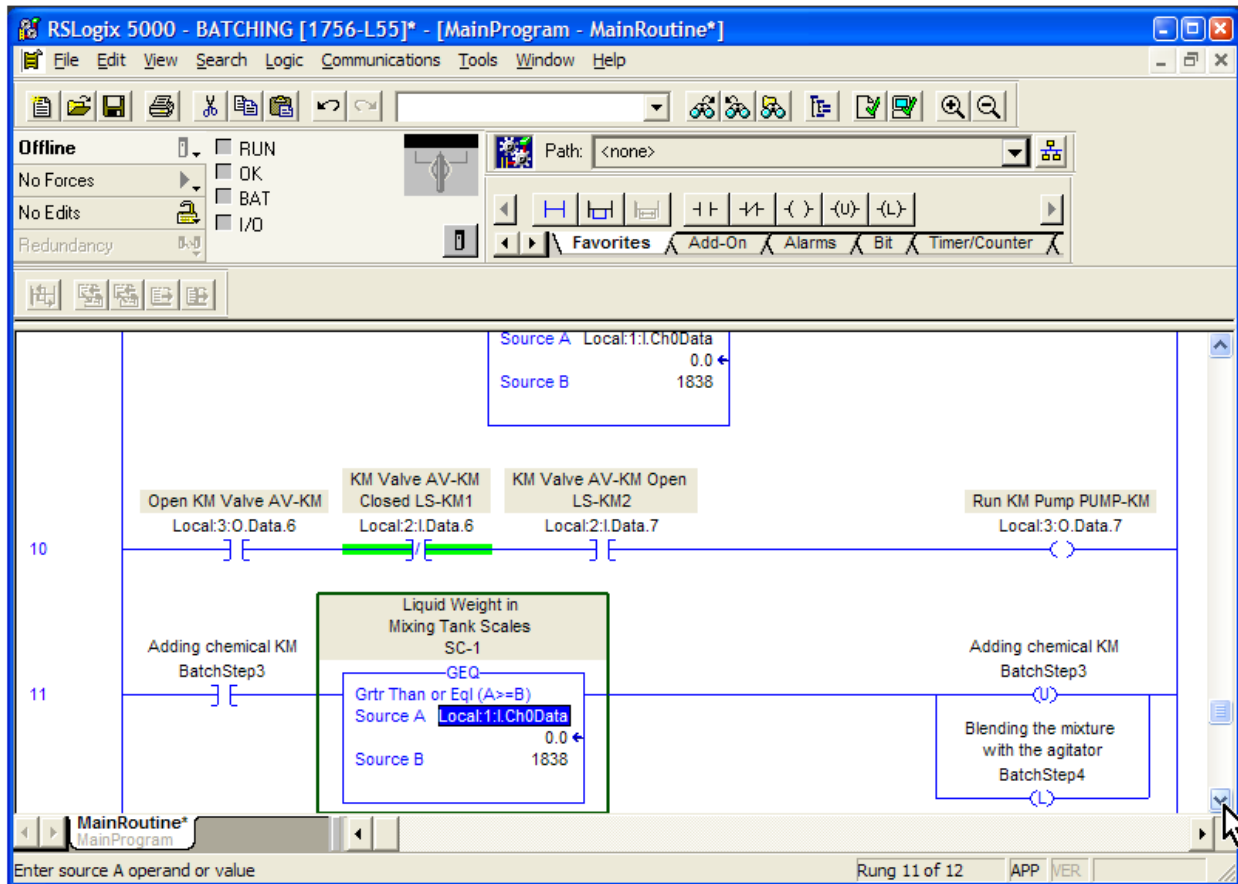 RSLogix 5000 - BATCHING [1756-L55]* - [MainProgram - MainRoutine*]
File Edit View Search Logic Communications Tools Window Help
Offline
RUN
Path: <none>
No Forces
OK
BAT
No Edits
I/O
Redundancy
Favorites Add-On Alarms Bit Timer/Counter
Source A Local:1:I.Ch0Data
0.0
Source B 1838
Open KM Valve AV-KM
Local:3:O.Data.6
KM Valve AV-KM
Closed LS-KM1
Local:2:I.Data.6
KM Valve AV-KM Open
LS-KM2
Local:2:I.Data.7
Run KM Pump PUMP-KM
Local:3:O.Data.7
10
Liquid Weight in
Mixing Tank Scales
SC-1
Adding chemical KM
BatchStep3
GEQ
Grtr Than or Eql (A>=B)
Source A Local:1:I.Ch0Data
0.0
Source B 1838
Adding chemical KM
BatchStep3
U
11
Blending the mixture
with the agitator
BatchStep4
L
MainRoutine*
MainProgram
Enter source A operand or value
Rung 11 of 12
APP
VER